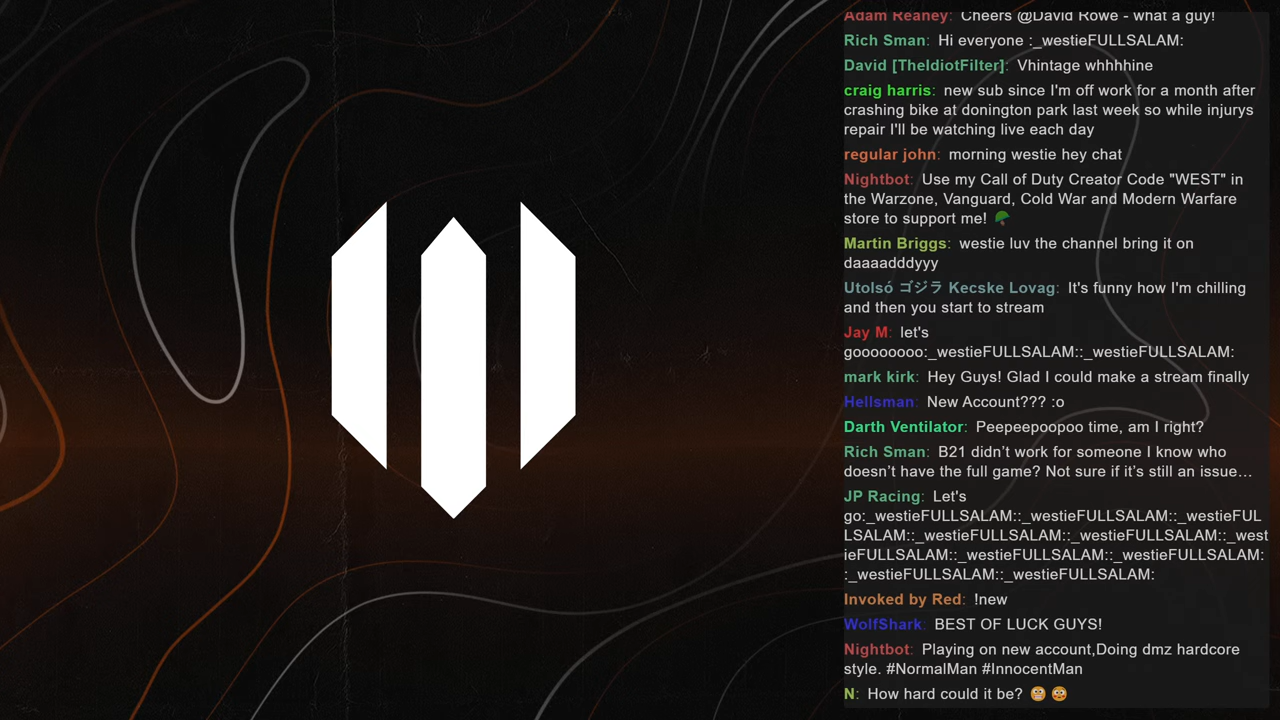 Adam Reaney: Cheers @David Rowe - what a guy!
Rich Sman: Hi everyone :_westieFULLSALAM:
David [TheIdiotFilter]: Vhintage whhhhine
craig harris: new sub since I'm off work for a month after
crashing bike at donington park last week so while injurys
repair I'll be watching live each day
regular john: morning westie hey chat
Nightbot: Use my Call of Duty Creator Code "WEST" in
the Warzone, Vanguard, Cold War and Modern Warfare
store to support me!
Martin Briggs: westie luv the channel bring it on
daaaadddyyy
Utolsó ゴジラ Kecske Lovag: It's funny how I'm chilling
and then you start to stream
Jay M: let's
goooooooo:_westieFULLSALAM::_westieFULLSALAM:
mark kirk: Hey Guys! Glad I could make a stream finally
Hellsman: New Account??? :o
Darth Ventilator: Peepeepoopoo time, am I right?
Rich Sman: B21 didn’t work for someone I know who
doesn’t have the full game? Not sure if it’s still an issue…
JP Racing: Let's
go:_westieFULLSALAM::_westieFULLSALAM::_westieFUL
LSALAM::_westieFULLSALAM::_westieFULLSALAM::_west
ieFULLSALAM::_westieFULLSALAM::_westieFULLSALAM:
:_westieFULLSALAM::_westieFULLSALAM:
Invoked by Red: !new
WolfShark: BEST OF LUCK GUYS!
Nightbot: Playing on new account,Doing dmz hardcore
style. #NormalMan #InnocentMan
N: How hard could it be?